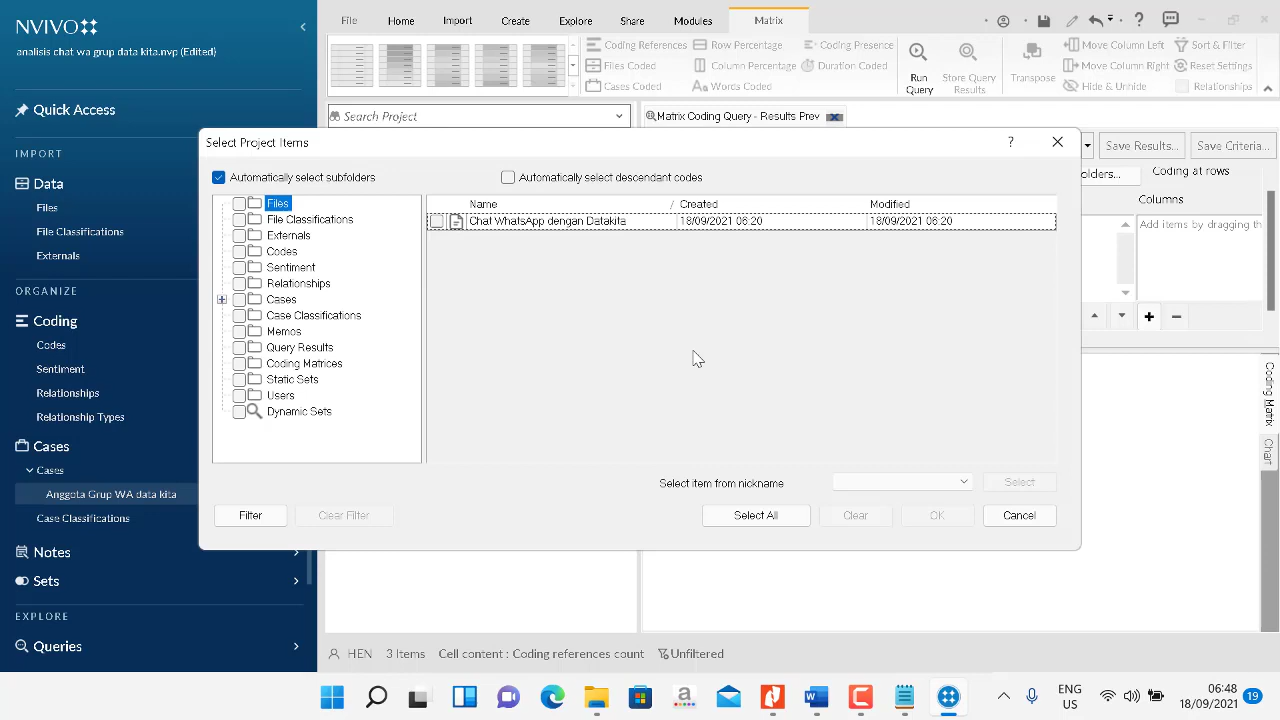 NVIVO
analisis chat wa grup data kita.nvp (Edited)
Quick Access
IMPORT
Data
Files
File Classifications
Externals
ORGANIZE
Coding
Codes
Sentiment
Relationships
Relationship Types
Cases
Cases
Anggota Grup WA data kita
Case Classifications
Notes
Sets
EXPLORE
Queries
File Home Import Create Explore Share Modules Matrix
Coding References Row Percentage Coding Presence
Files Coded Column Percentage Duration Coded
Cases Coded Words Coded
Run Query
Store Query Results
Transpose
Move Column Left
Move Column Right Reset Settings
Hide & Unhide Relationships
Search Project
Matrix Coding Query - Results Prev
Save Results... Save Criteria...
Coding at rows
Columns
Add items by dragging th
Coding Matrix
Chart
Select Project Items
Automatically select subfolders
Automatically select descendant codes
Files
File Classifications
Externals
Codes
Sentiment
Relationships
Cases
Case Classifications
Memos
Query Results
Coding Matrices
Static Sets
Users
Dynamic Sets
Name / Created Modified
Chat WhatsApp dengan Datakita 18/09/2021 06:20 18/09/2021 06:20
Select item from nickname
Select
Filter Clear Filter Select All Clear OK Cancel
HEN 3 Items Cell content : Coding references count Unfiltered
ENG
US
06:48
18/09/2021
19